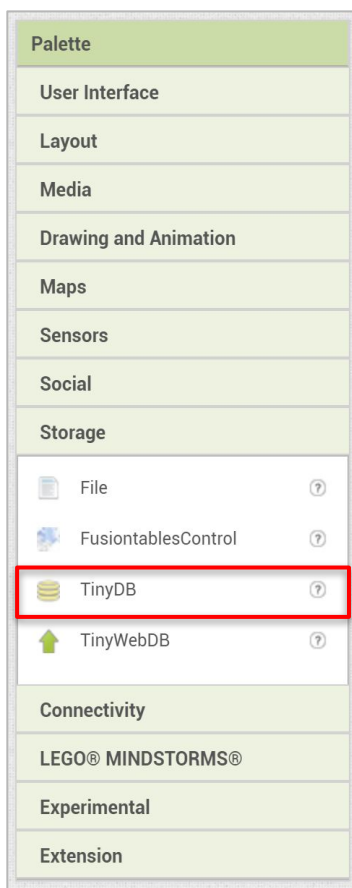 Palette
User Interface
Layout
Media
Drawing and Animation
Maps
Sensors
Social
Storage
File ?
FusiontablesControl ?
TinyDB ?
TinyWebDB ?
Connectivity
LEGO® MINDSTORMS®
Experimental
Extension